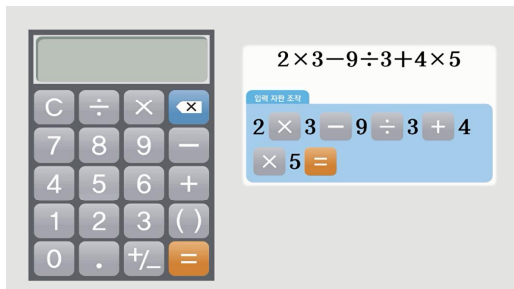 2×3−9÷3+4×5
입력 자판 조작
2 × 3 − 9 ÷ 3 + 4
× 5 =
C ÷ × ⌫
7 8 9 −
4 5 6 +
1 2 3 ( )
0 . +/− =